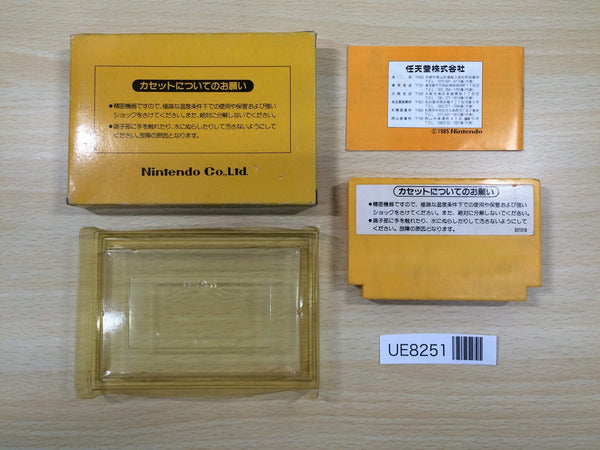 カセットについてのお願い
●精密機器ですので、極端な温度条件下での使用や保管および強い
ショックをさけてください。また、絶対に分解しないでください。
●端子部に手を触れたり、水にぬらしたりして汚さないようにして
ください。故障の原因となります。
Nintendo Co.,Ltd.
任天堂株式会社
©1985 Nintendo
カセットについてのお願い
●精密機器ですので、極端な温度条件下での使用や保管および強い
ショックをさけてください。また、絶対に分解しないでください。
●端子部に手を触れたり、水にぬらしたりして汚さないようにして
ください。故障の原因となります。
UE8251